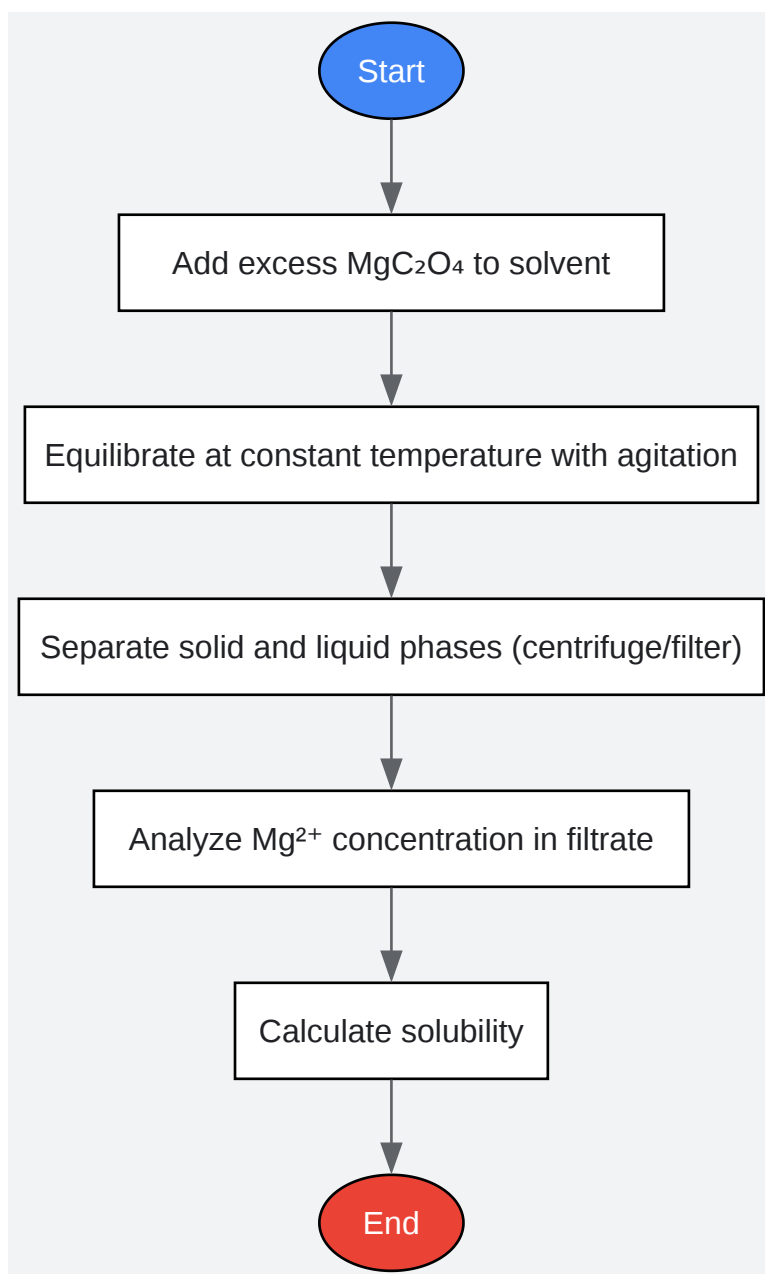 Start
Add excess MgC₂O₄ to solvent
Equilibrate at constant temperature with agitation
Separate solid and liquid phases (centrifuge/filter)
Analyze Mg²⁺ concentration in filtrate
Calculate solubility
End